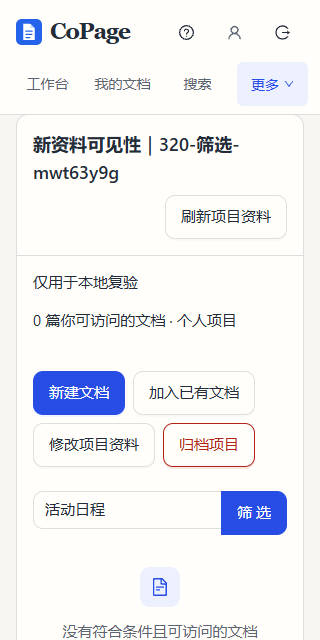 CoPage
工作台 我的文档 搜索 更多
新资料可见性｜320-筛选-
mwt63y9g
刷新项目资料
仅用于本地复验
0 篇你可访问的文档 · 个人项目
新建文档 加入已有文档
修改项目资料 归档项目
活动日程 筛 选
没有符合条件且可访问的文档